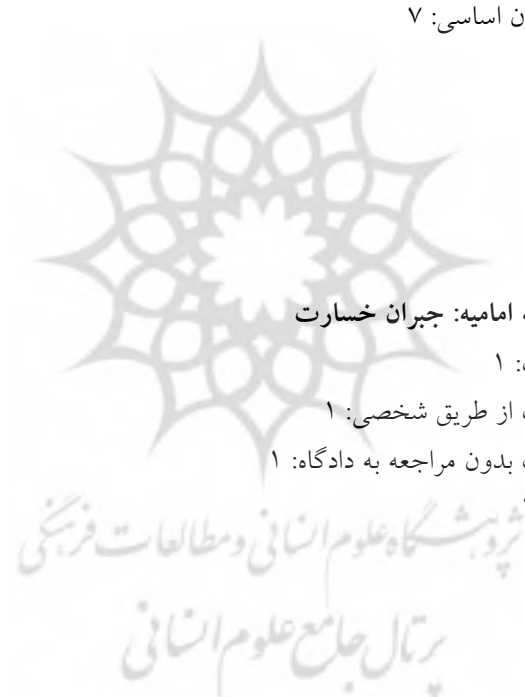 ن اساسی: ۷
امامیه: جبران خسارت
: ۱
از طریق شخصی: ۱
بدون مراجعه به دادگاه: ۱
پژوهشگاه علوم انسانی و مطالعات فرهنگی
پرتال جامع علوم انسانی